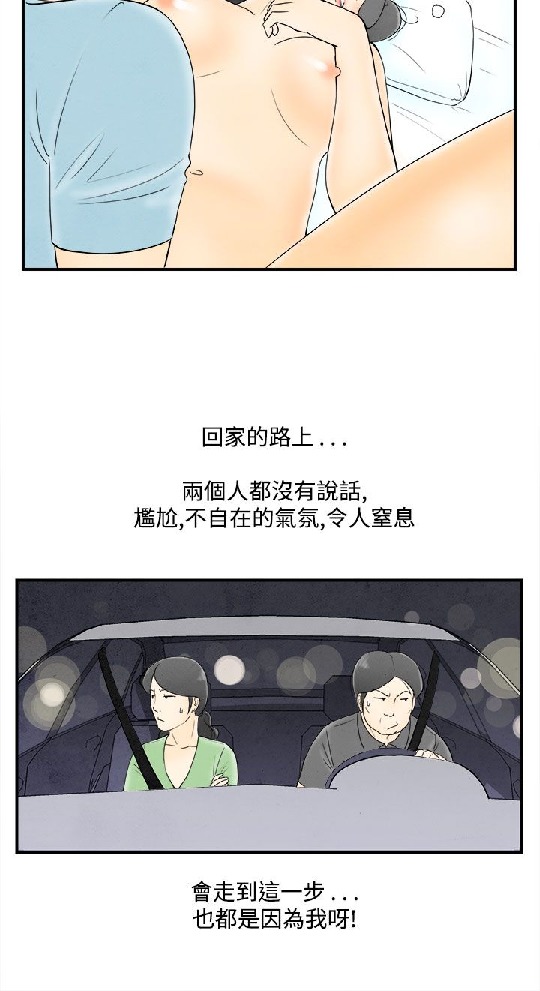 回家的路上...
兩個人都沒有說話,
尷尬,不自在的氣氛,令人窒息
會走到這一步...
也都是因為我呀!